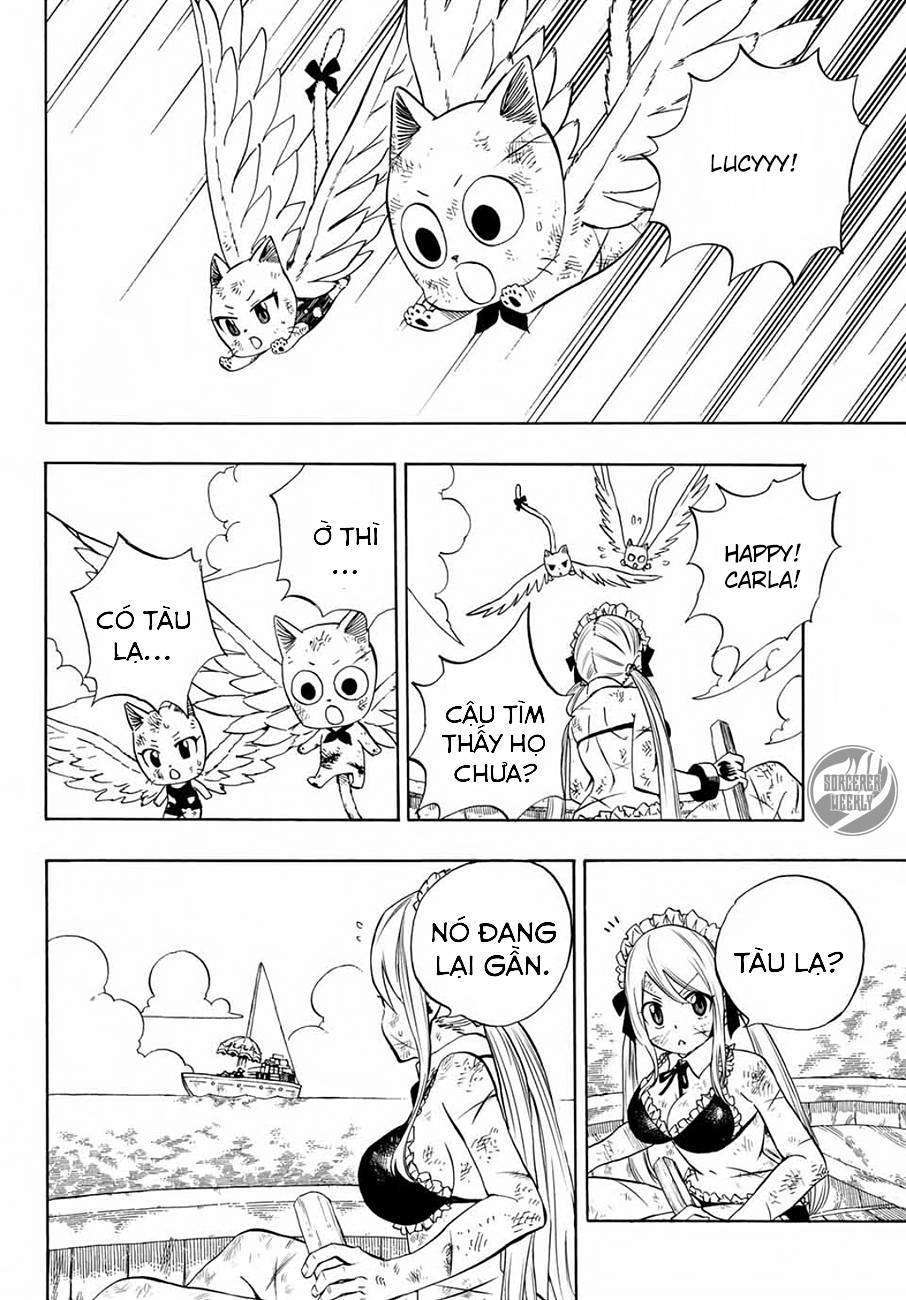 LUCYYY!
HAPPY!
CARLA!
CẬU TÌM
THẤY HỌ
CHƯA?
Ờ THÌ
...
CÓ TÀU
LẠ...
TÀU LẠ?
NÓ ĐANG
LẠI GẦN.
SORCERER
WEEKLY